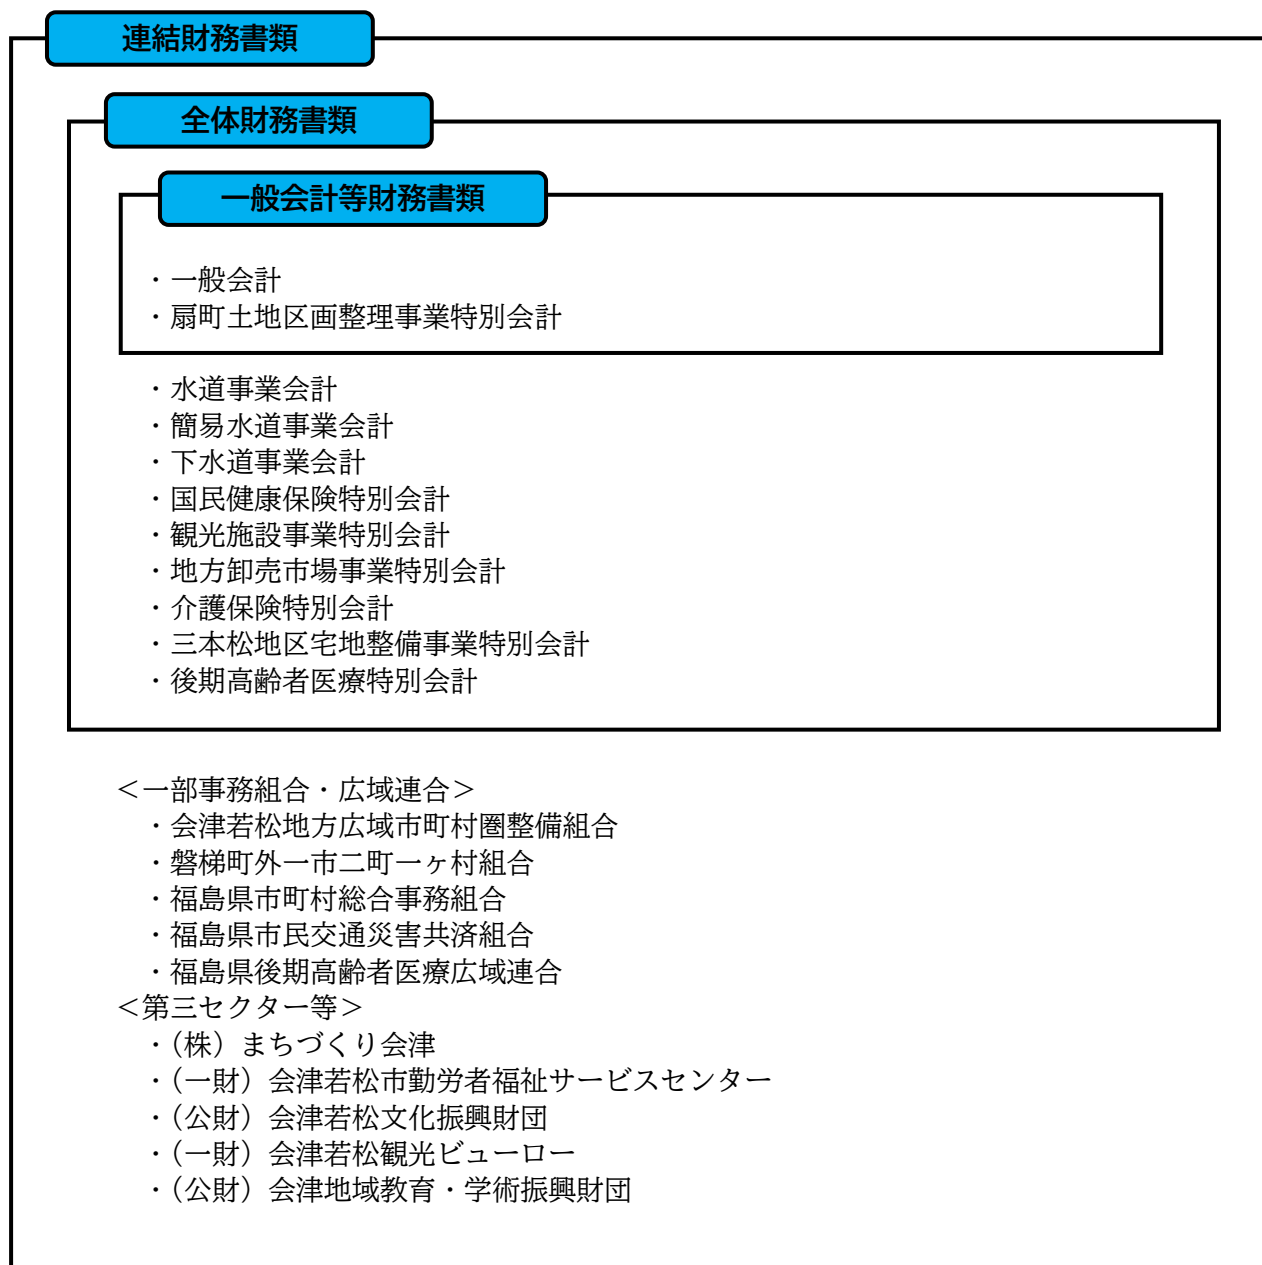 連結財務書類
全体財務書類
一般会計等財務書類
・一般会計
・扇町土地区画整理事業特別会計
・水道事業会計
・簡易水道事業会計
・下水道事業会計
・国民健康保険特別会計
・観光施設事業特別会計
・地方卸売市場事業特別会計
・介護保険特別会計
・三本松地区宅地整備事業特別会計
・後期高齢者医療特別会計
＜一部事務組合・広域連合＞
・会津若松地方広域市町村圏整備組合
・磐梯町外一市二町一ヶ村組合
・福島県市町村総合事務組合
・福島県市民交通災害共済組合
・福島県後期高齢者医療広域連合
＜第三セクター等＞
・（株）まちづくり会津
・（一財）会津若松市勤労者福祉サービスセンター
・（公財）会津若松文化振興財団
・（一財）会津若松観光ビューロー
・（公財）会津地域教育・学術振興財団